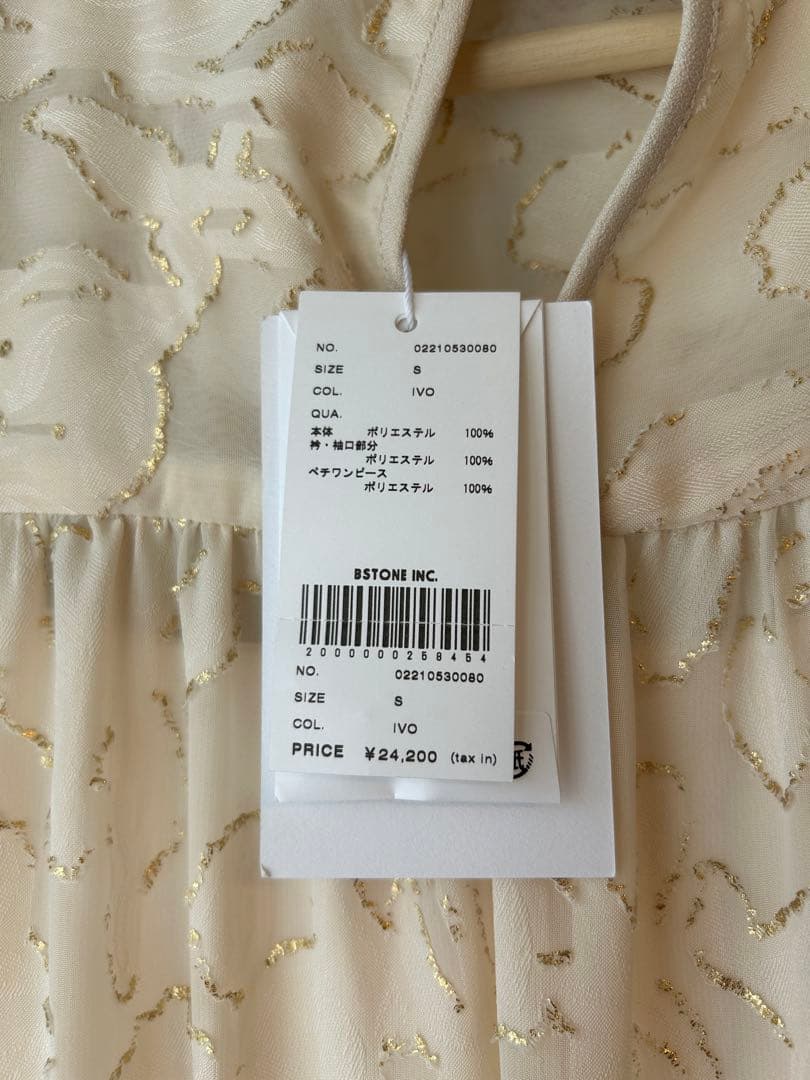 NO. 02210530080
SIZE S
COL. IVO
QUA.
本体 ポリエステル 100%
衿・袖口部分
ポリエステル 100%
ペチワンピース
ポリエステル 100%
BSTONE INC.
2000000258454
NO. 02210530080
SIZE S
COL. IVO
PRICE ¥24,200 (tax in)